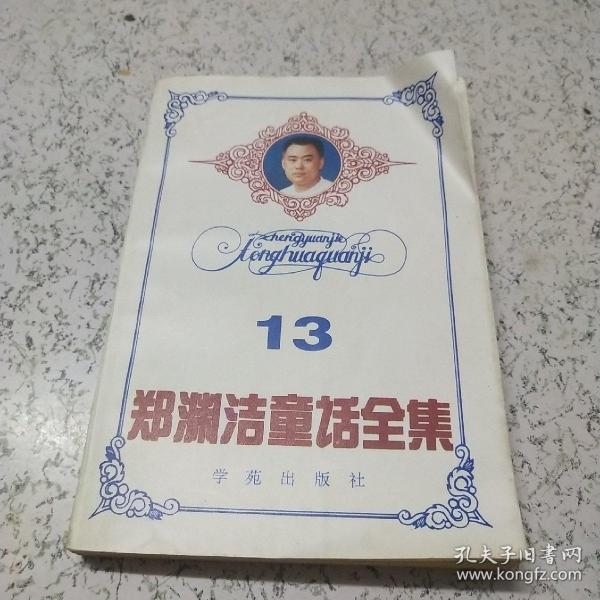 zhengyuanjie
tonghuaquanji
13
郑渊洁童话全集
学苑出版社
孔夫子旧书网
www.kongfz.com